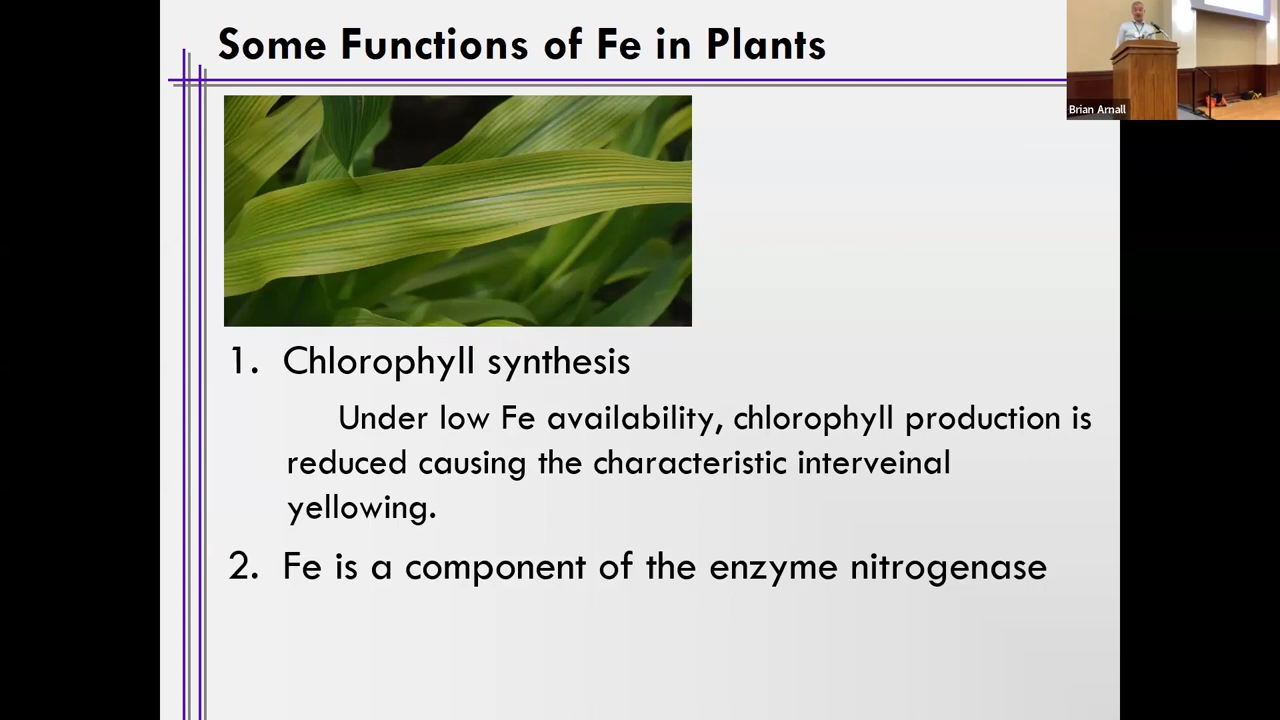 Some Functions of Fe in Plants
Brian Arnall
1. Chlorophyll synthesis
Under low Fe availability, chlorophyll production is
reduced causing the characteristic interveinal
yellowing.
2. Fe is a component of the enzyme nitrogenase